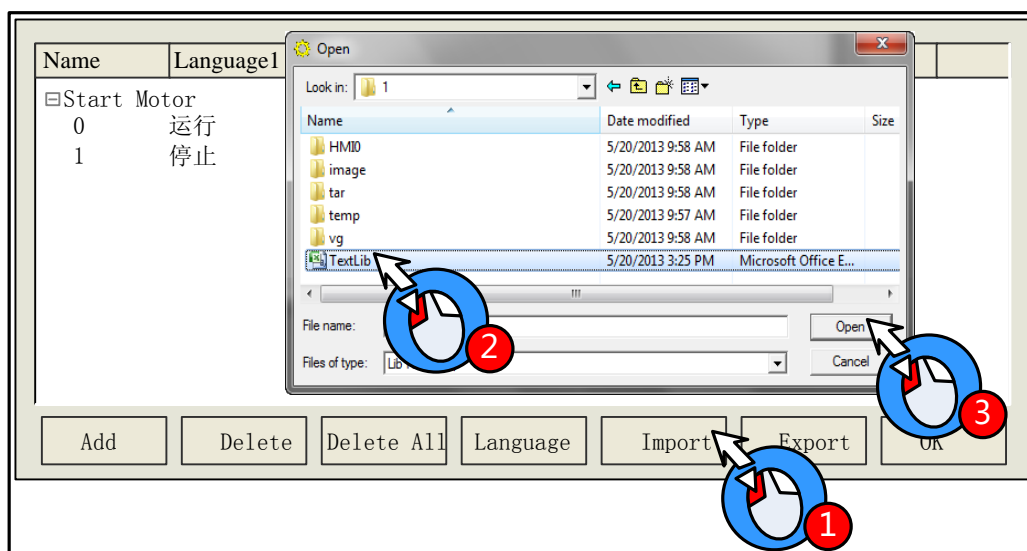 Name Language1
Start Motor
0 运行
1 停止
Open
Look in: 1
Name Date modified Type Size
HMI0 5/20/2013 9:58 AM File folder
image 5/20/2013 9:58 AM File folder
tar 5/20/2013 9:58 AM File folder
temp 5/20/2013 9:57 AM File folder
vg 5/20/2013 9:58 AM File folder
TextLib 5/20/2013 3:25 PM Microsoft Office E...
File name: Open
Files of type: Lib Cancel
2
3
Add Delete Delete All Language Import Export OK
1